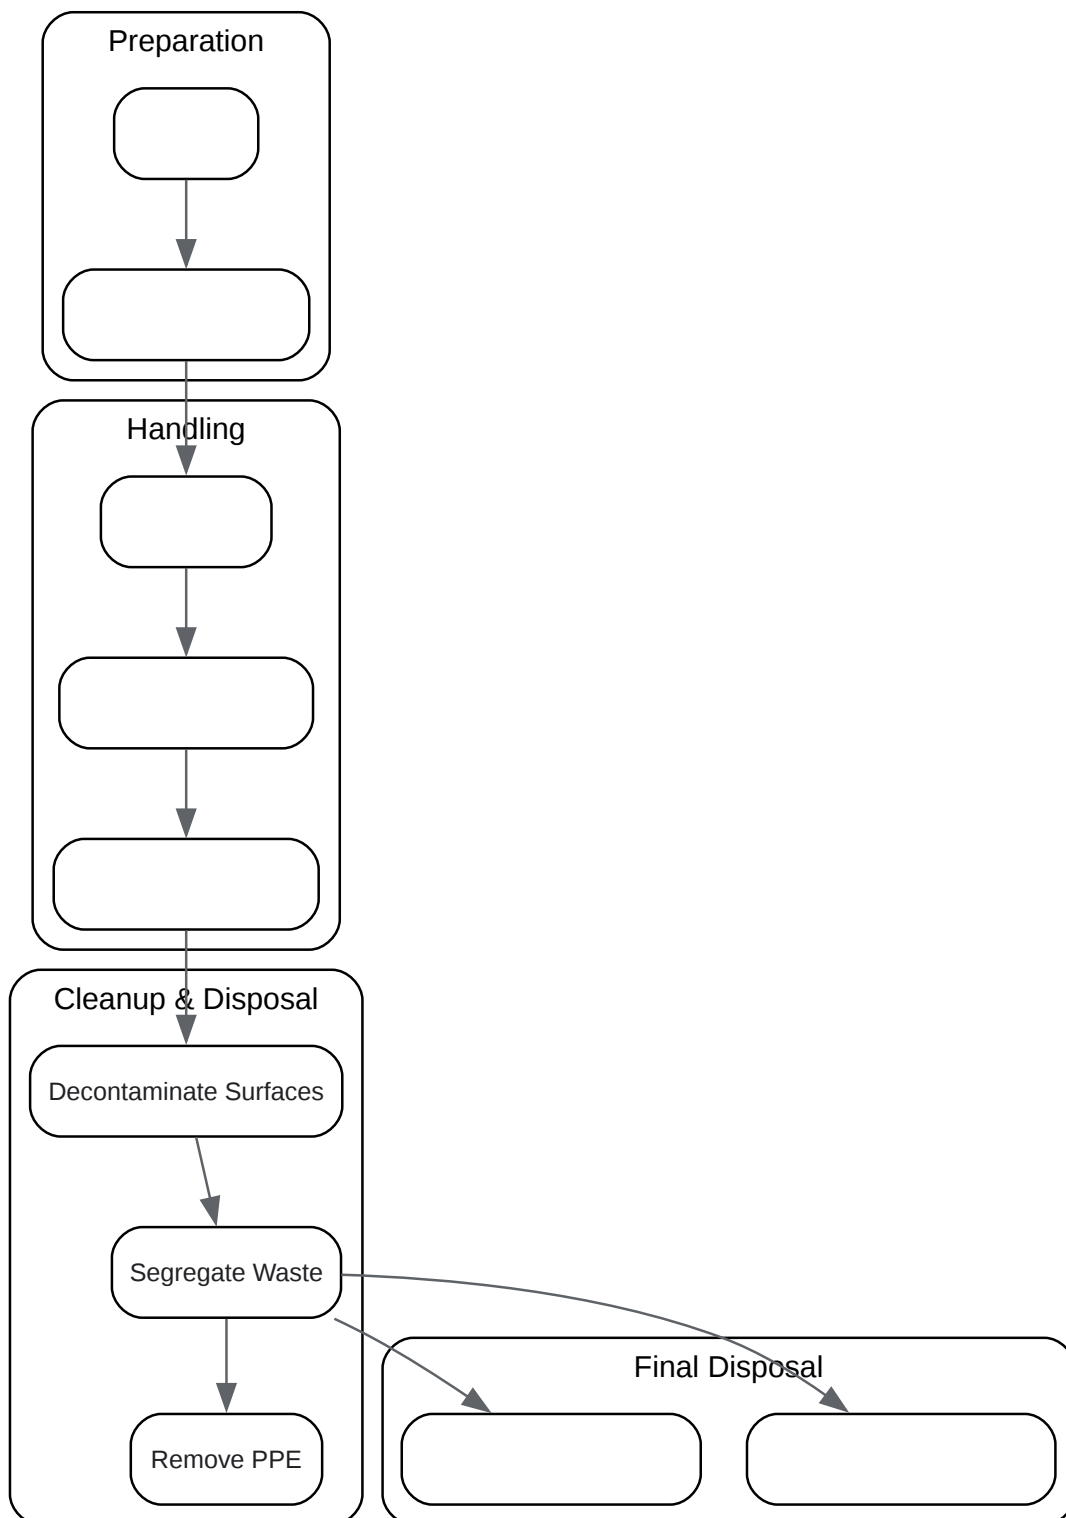 Preparation
Handling
Cleanup & Disposal
Decontaminate Surfaces
Segregate Waste
Final Disposal
Remove PPE